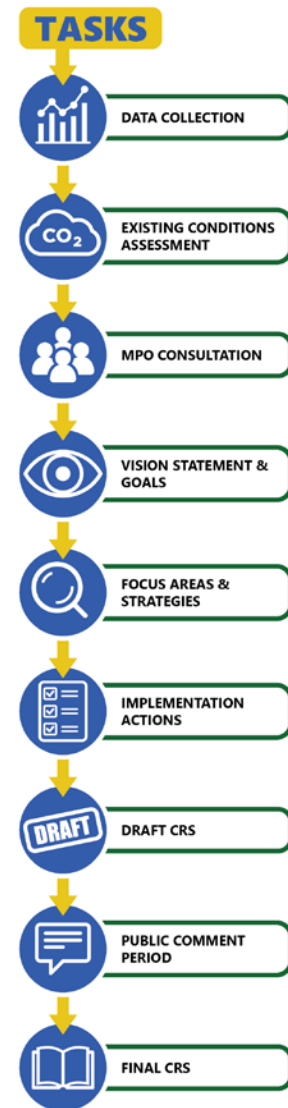 TASKS
DATA COLLECTION
EXISTING CONDITIONS
ASSESSMENT
CO₂
MPO CONSULTATION
VISION STATEMENT &
GOALS
FOCUS AREAS &
STRATEGIES
IMPLEMENTATION
ACTIONS
DRAFT
DRAFT CRS
PUBLIC COMMENT
PERIOD
FINAL CRS